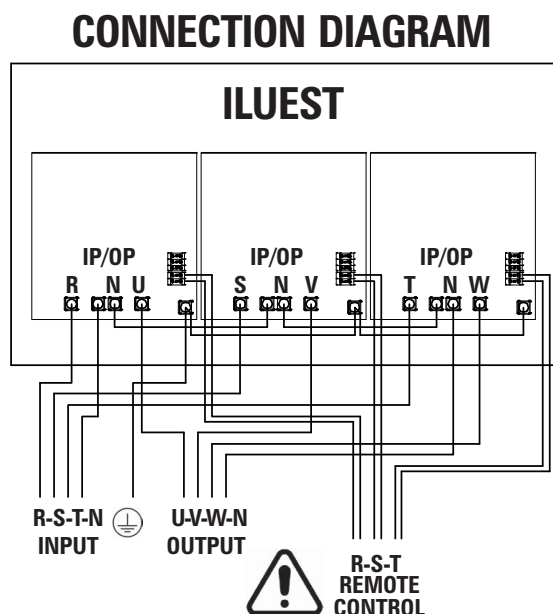 CONNECTION DIAGRAM
ILUEST
IP/OP IP/OP IP/OP
R N U S N V T N W
R-S-T-N U-V-W-N
INPUT OUTPUT
R-S-T
REMOTE
CONTROL